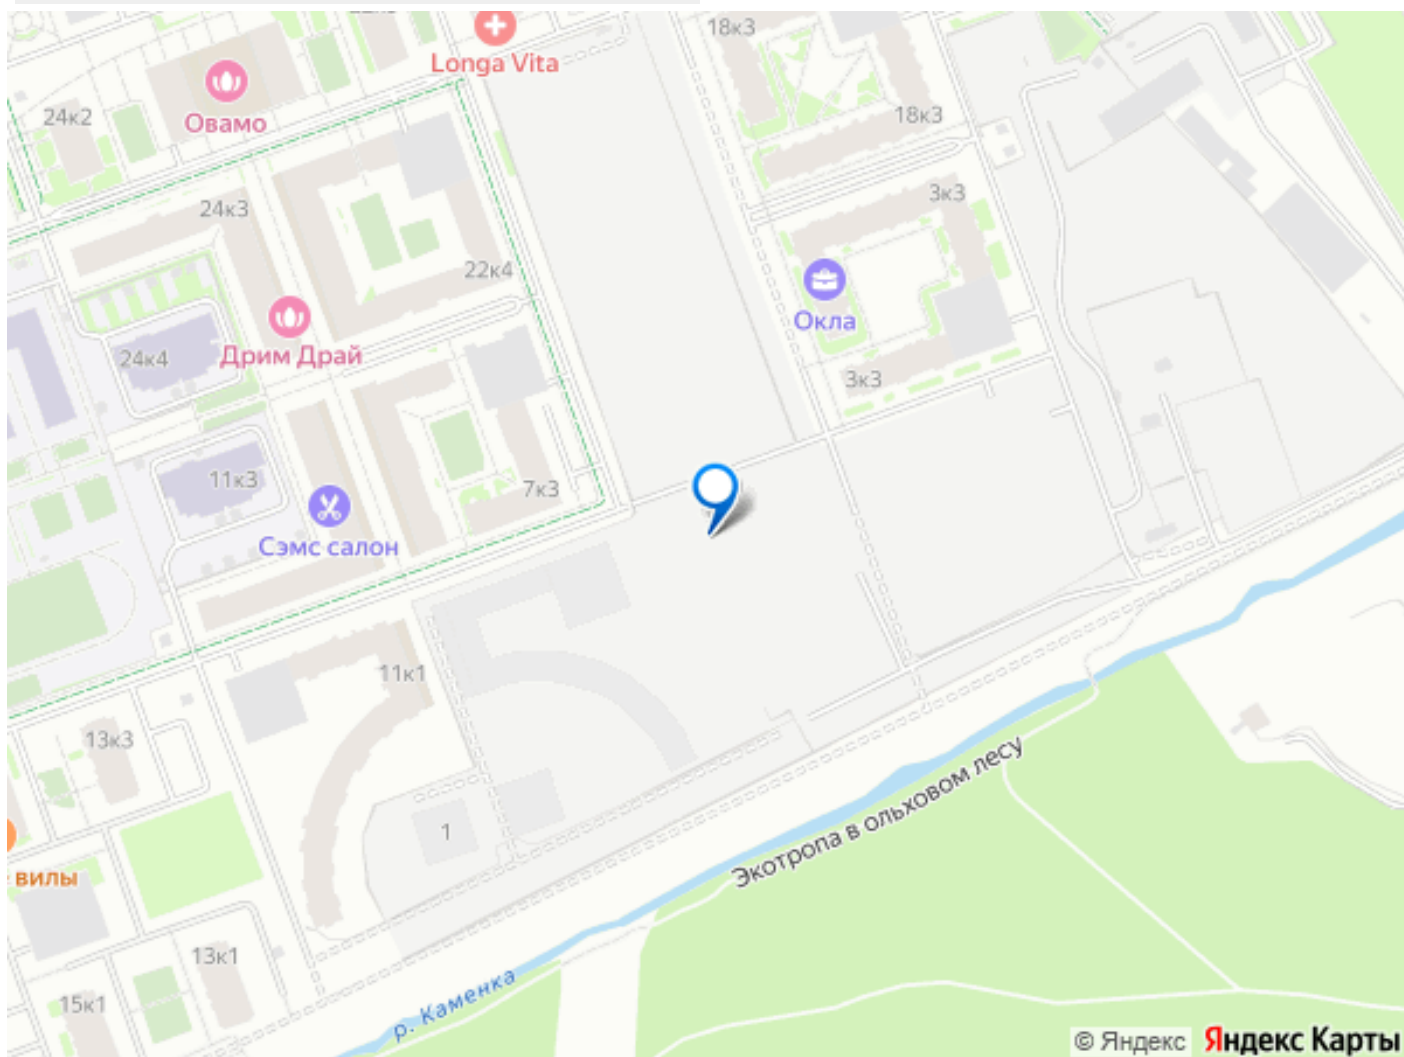 18к3
Longa Vita
24к2
Овамо
18к3
24к3
3к3
22к4
Окла
24к4
Дрим Драй
3к3
11к3
7к3
Сэмс салон
11к1
13к3
1
Экотропа в ольховом лесу
вилы
13к1
15к1
р. Каменка
© Яндекс Яндекс Карты